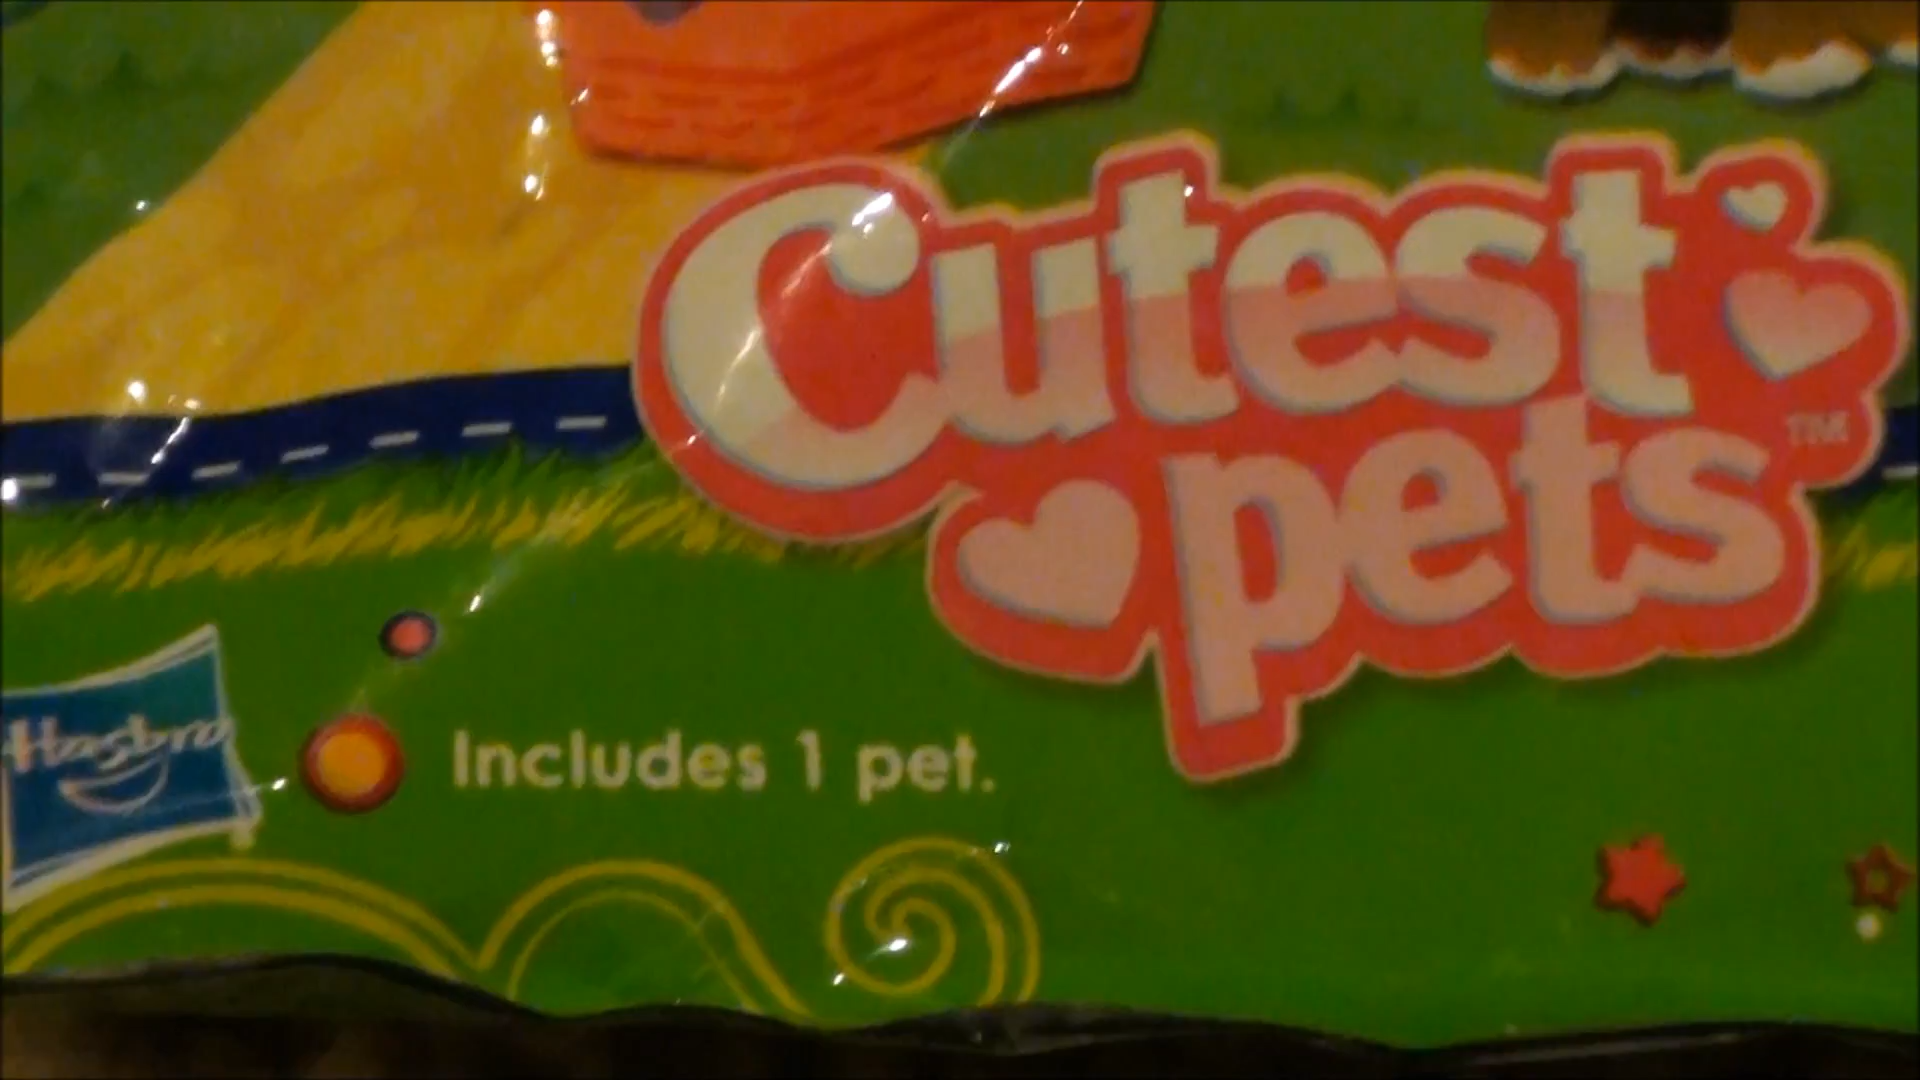 Cutest
pets
TM
Hasbro
Includes 1 pet.